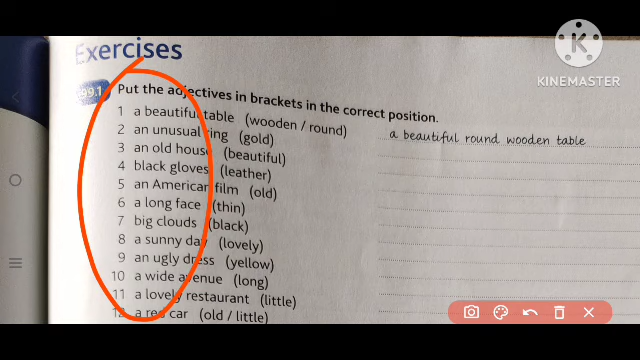 Exercises
KINEMASTER
99.1 Put the adjectives in brackets in the correct position.
1 a beautiful table (wooden / round) a beautiful round wooden table
2 an unusual ring (gold)
3 an old house (beautiful)
4 black gloves (leather)
5 an American film (old)
6 a long face (thin)
7 big clouds (black)
8 a sunny day (lovely)
9 an ugly dress (yellow)
10 a wide avenue (long)
11 a lovely restaurant (little)
12 a red car (old / little)